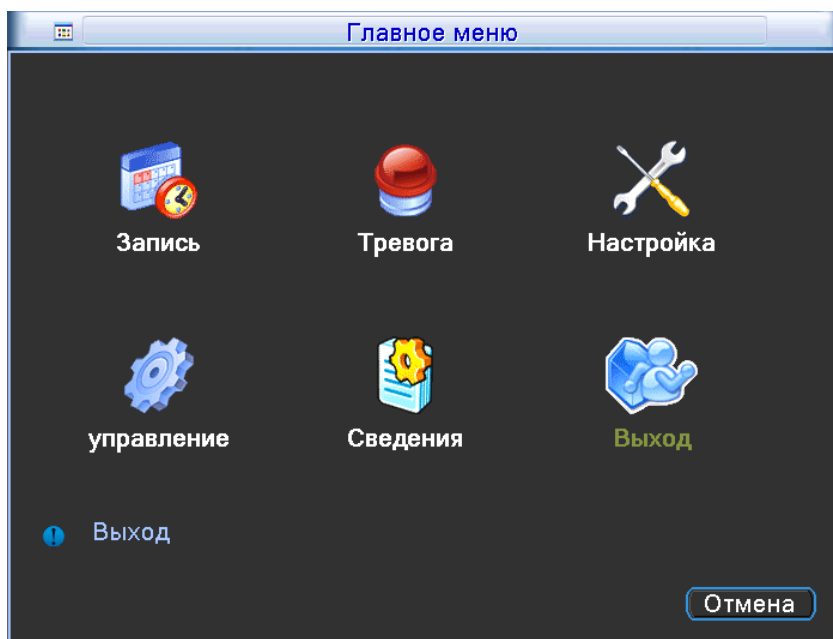 Главное меню
Запись
Тревога
Настройка
управление
Сведения
Выход
Выход
Отмена